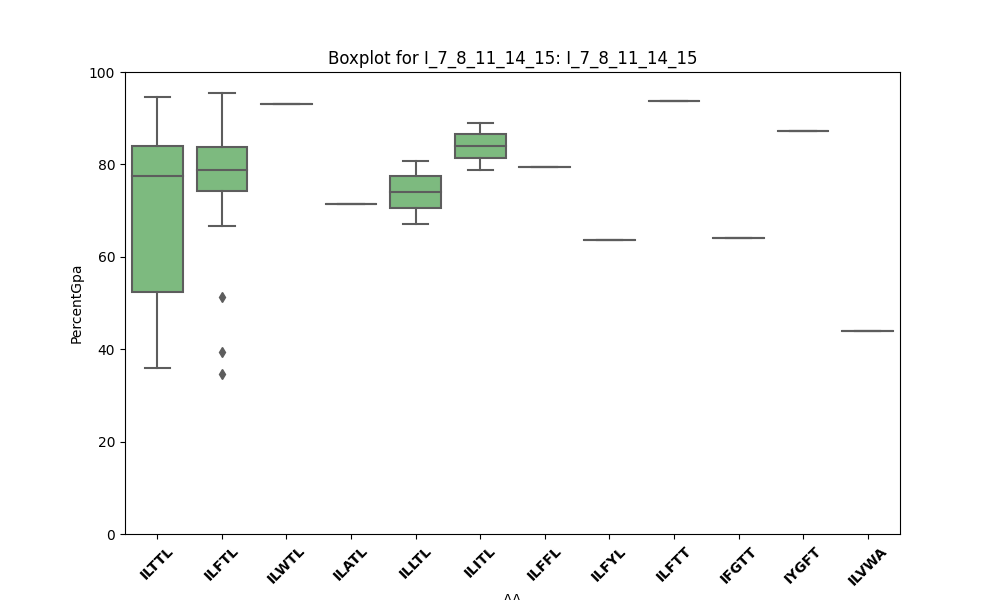 Boxplot for I_7_8_11_14_15: I_7_8_11_14_15
100
80
60
40
20
0
PercentGpa
ILTTL
ILFTL
ILWTL
ILATL
ILLTL
ILITL
ILFFL
ILFYL
ILFTT
IFGTT
IYGFT
ILVWA
AA